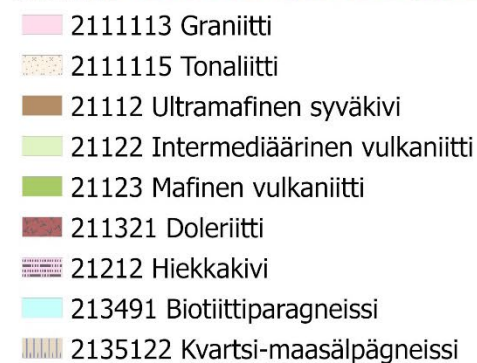 2111113 Graniitti
2111115 Tonaliitti
21112 Ultramafinen syväkivi
21122 Intermediäärinen vulkaniitti
21123 Mafinen vulkaniitti
211321 Doleriitti
21212 Hiekkakivi
213491 Biotiittiparagneissi
2135122 Kvartsi-maasälpägneissi